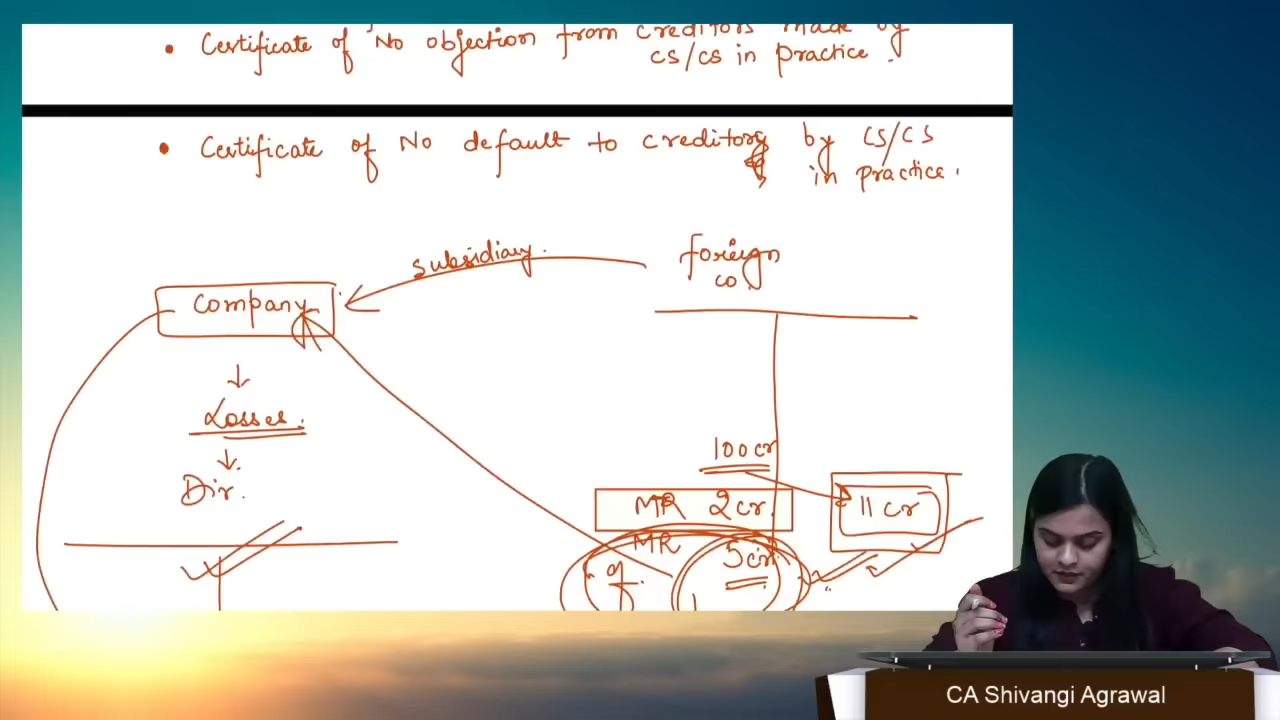 • Certificate of No objection from creditors made by
CS/CS in practice.
• Certificate of No default to creditors by CS/CS
in practice.
Subsidiary.
foreign
co.
Company
Losses.
Dir.
100cr
MR 2cr.
11 cr
MR
5cr.
CA Shivangi Agrawal